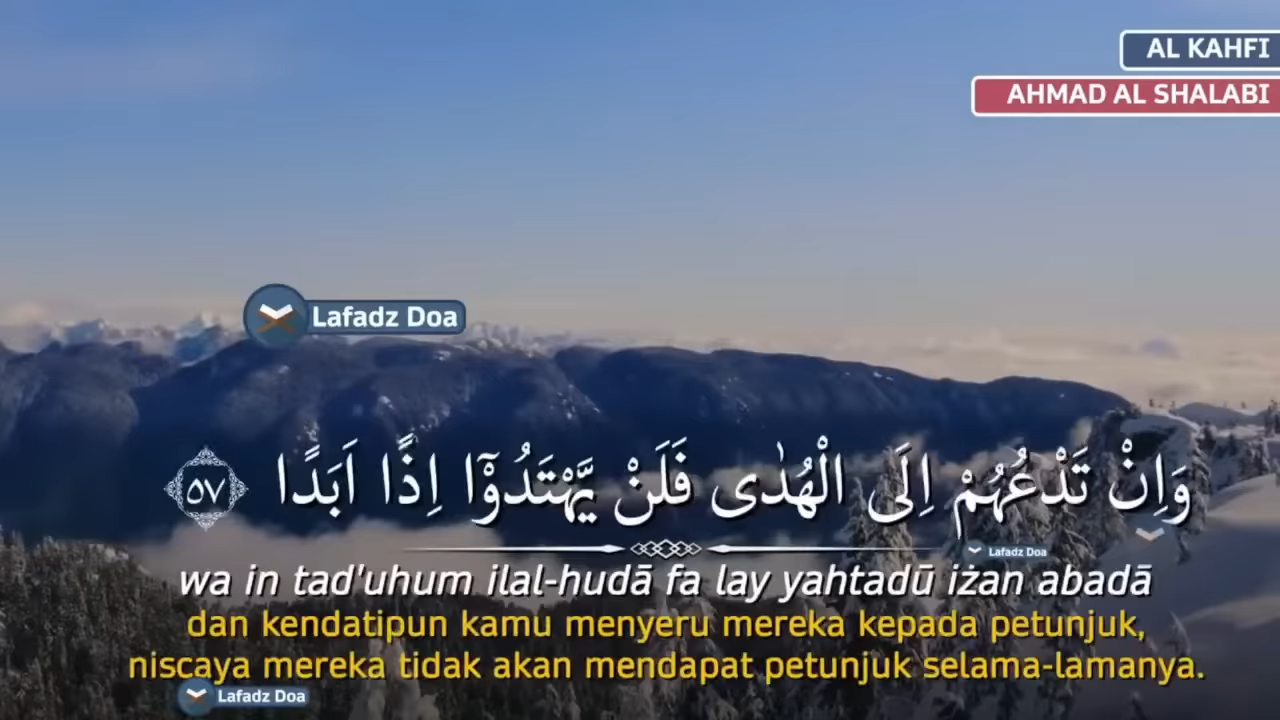 AL KAHFI
AHMAD AL SHALABI
Lafadz Doa
وَاِنْ تَدْعُهُمْ اِلَى الْهُدٰى فَلَنْ يَّهْتَدُوْٓا اِذًا اَبَدًا ٥٧
Lafadz Doa
wa in tad'uhum ilal-hudā fa lay yahtadū iżan abadā
dan kendatipun kamu menyeru mereka kepada petunjuk,
niscaya mereka tidak akan mendapat petunjuk selama-lamanya.
Lafadz Doa